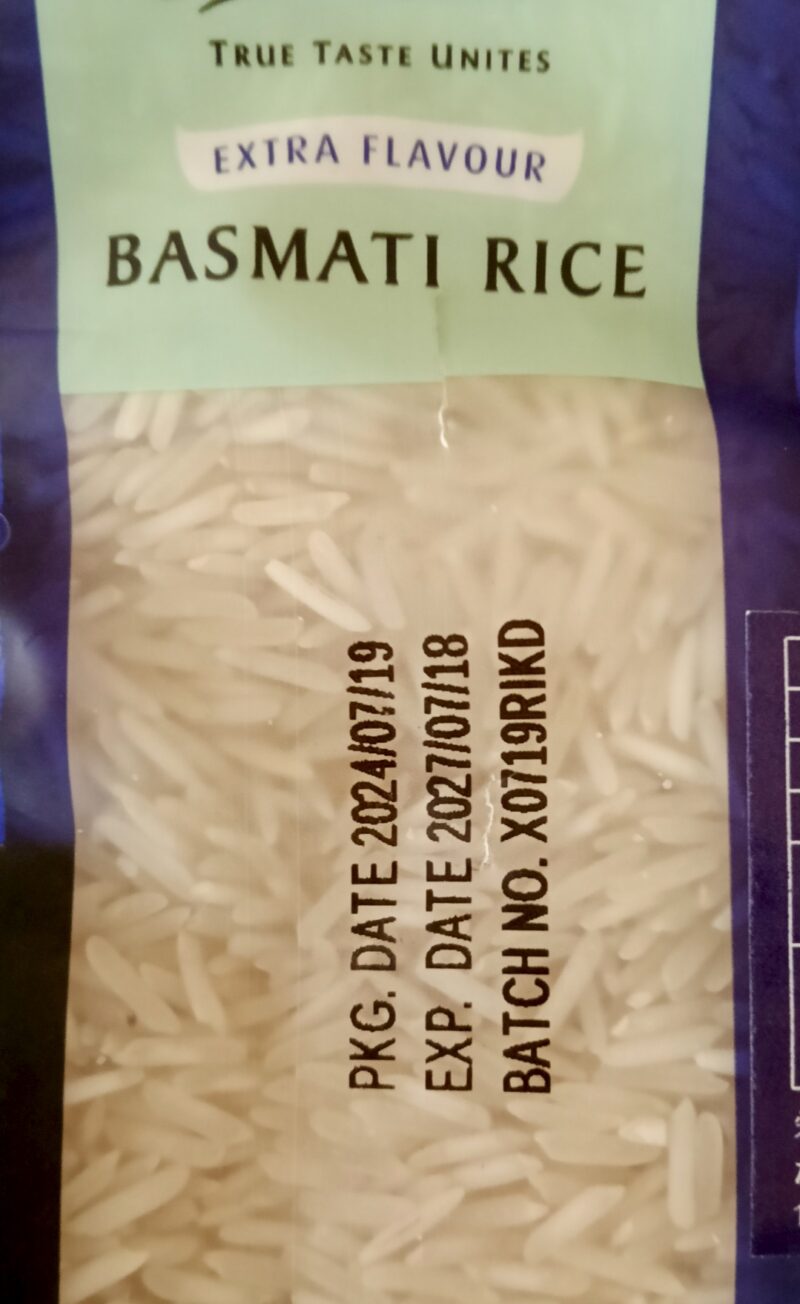 TRUE TASTE UNITES
EXTRA FLAVOUR
BASMATI RICE
PKG. DATE 2024/07/19
EXP. DATE 2027/07/18
BATCH NO. X0719RIKD